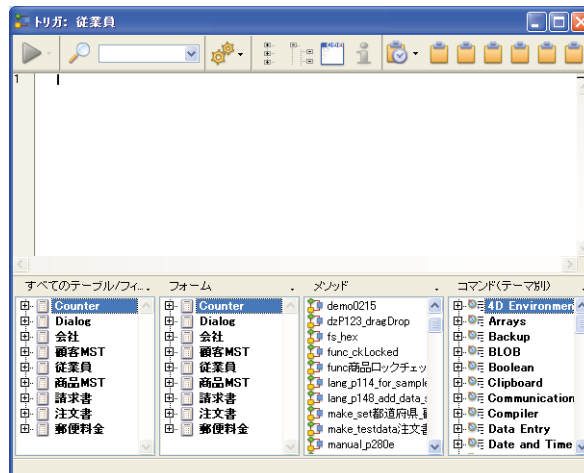 トリガ: 従業員
1
すべてのテーブル/フィ...
Counter
Dialog
会社
顧客MST
従業員
商品MST
請求書
注文書
郵便料金
フォーム
Counter
Dialog
会社
顧客MST
従業員
商品MST
請求書
注文書
郵便料金
メソッド
demo0215
dzP123_dragDrop
fs_hex
func_ckLocked
func商品ロックチェッ
lang_p114_for_sample
lang_p148_add_data_s
make_set都道府県_
make_testdata注文書
manual_p280e
コマンド(テーマ別)
4D Environmen
Arrays
Backup
BLOB
Boolean
Clipboard
Communication
Compiler
Data Entry
Date and Time